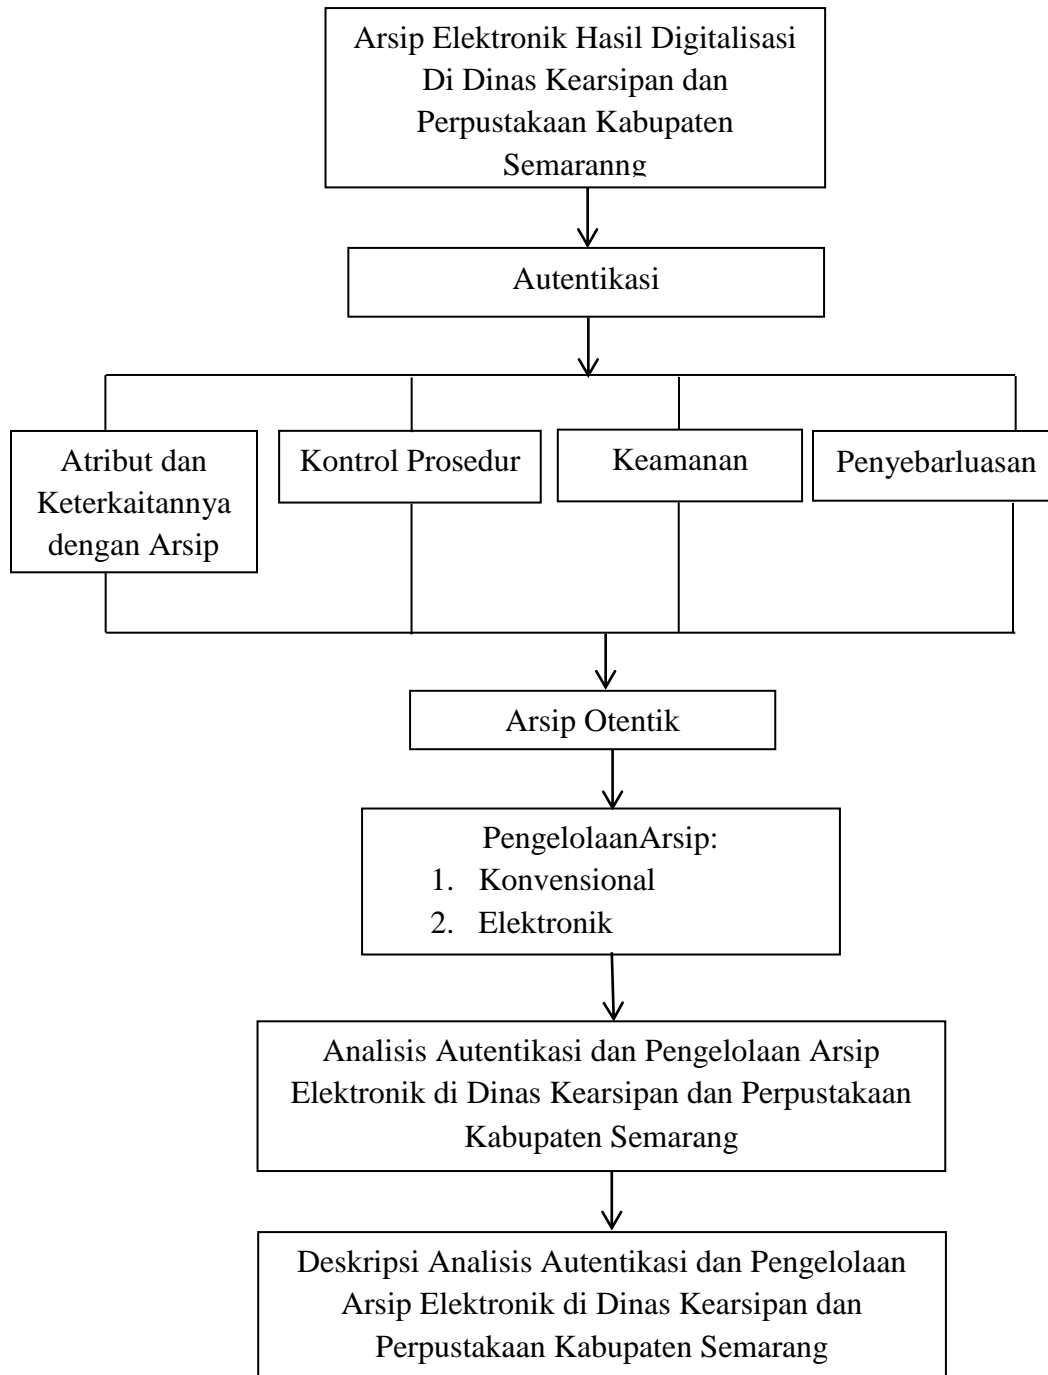 Arsip Elektronik Hasil Digitalisasi
Di Dinas Kearsipan dan
Perpustakaan Kabupaten
Semaranng
Autentikasi
Atribut dan
Keterkaitannya
dengan Arsip
Kontrol Prosedur
Keamanan
Penyebarluasan
Arsip Otentik
PengelolaanArsip:
1. Konvensional
2. Elektronik
Analisis Autentikasi dan Pengelolaan Arsip
Elektronik di Dinas Kearsipan dan Perpustakaan
Kabupaten Semarang
Deskripsi Analisis Autentikasi dan Pengelolaan
Arsip Elektronik di Dinas Kearsipan dan
Perpustakaan Kabupaten Semarang